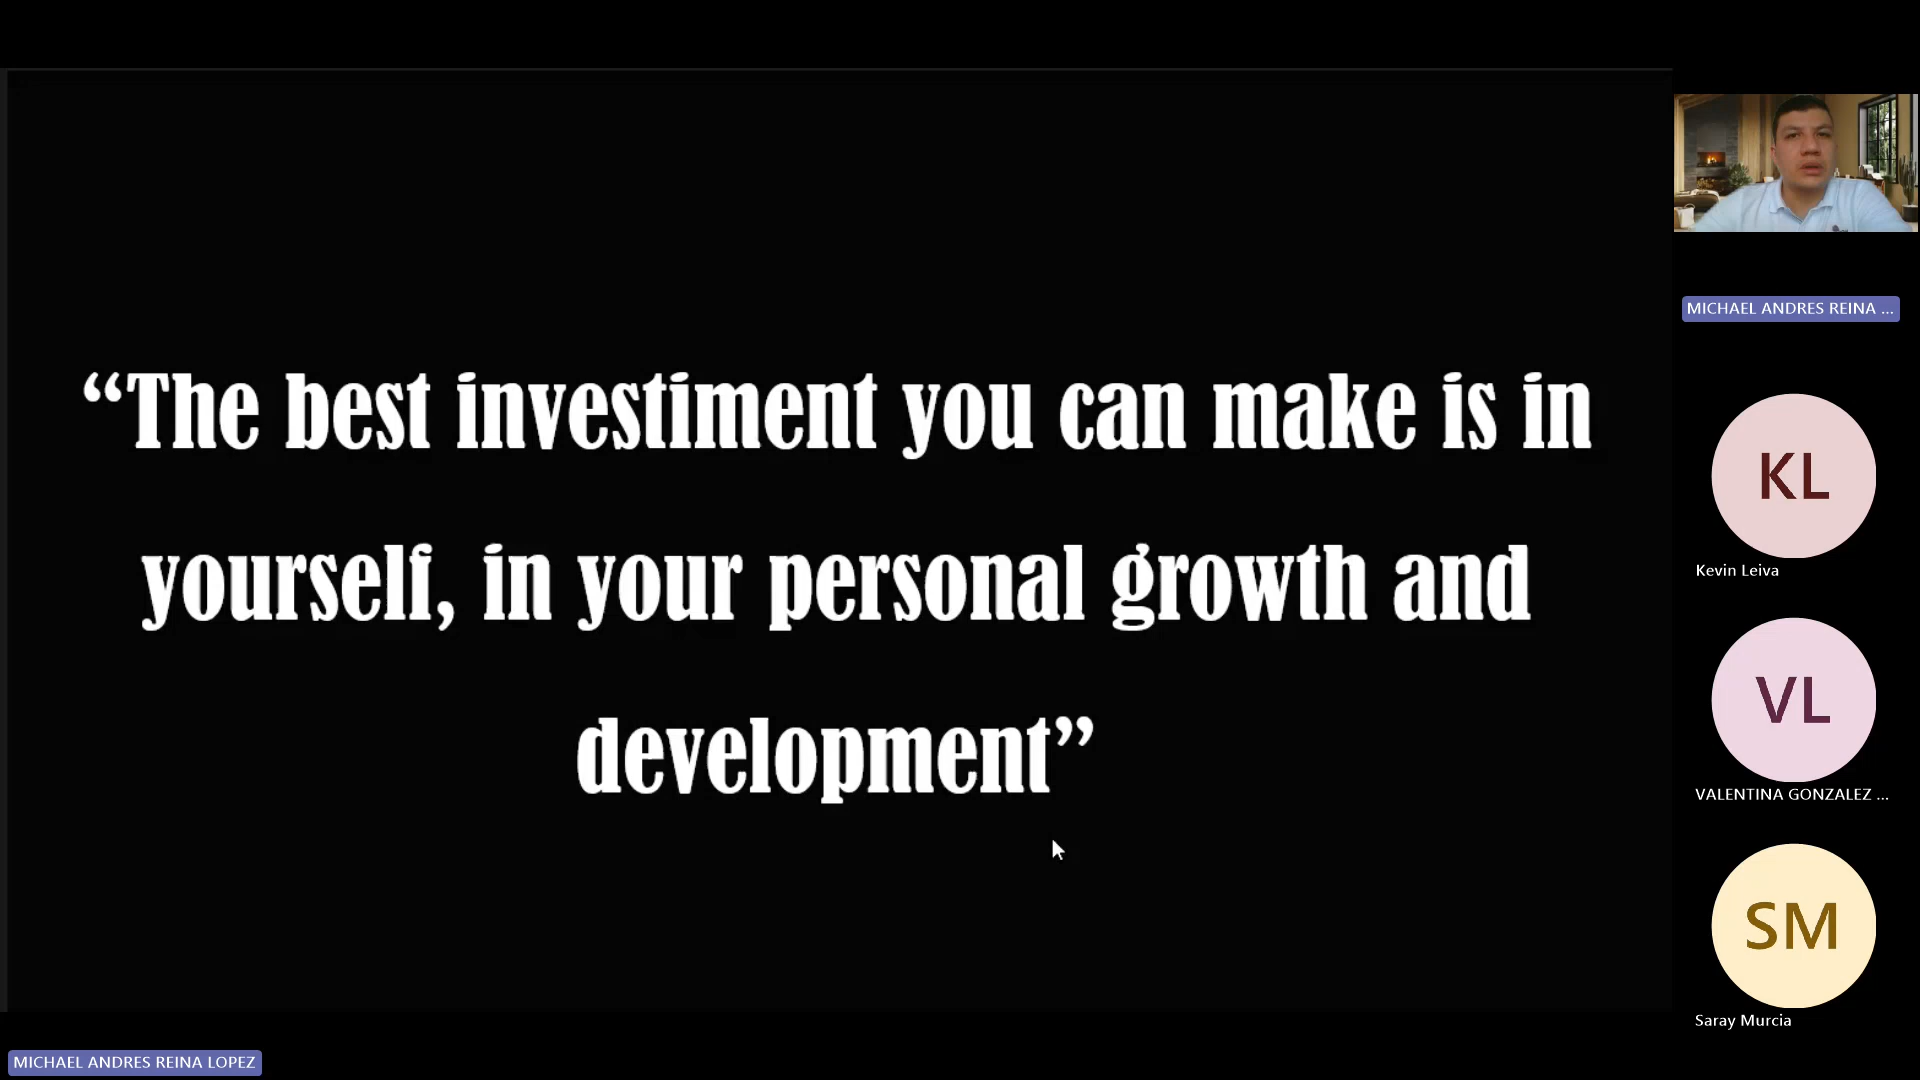 “The best investiment you can make is in
yourself, in your personal growth and
development”
MICHAEL ANDRES REINA ...
KL
Kevin Leiva
VL
VALENTINA GONZALEZ ...
SM
Saray Murcia
MICHAEL ANDRES REINA LOPEZ